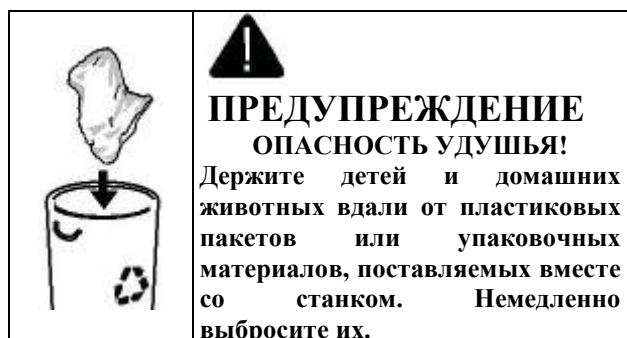 ПРЕДУПРЕЖДЕНИЕ
ОПАСНОСТЬ УДУШЬЯ!
Держите детей и домашних
животных вдали от пластиковых
пакетов или упаковочных
материалов, поставляемых вместе
со станком. Немедленно
выбросите их.